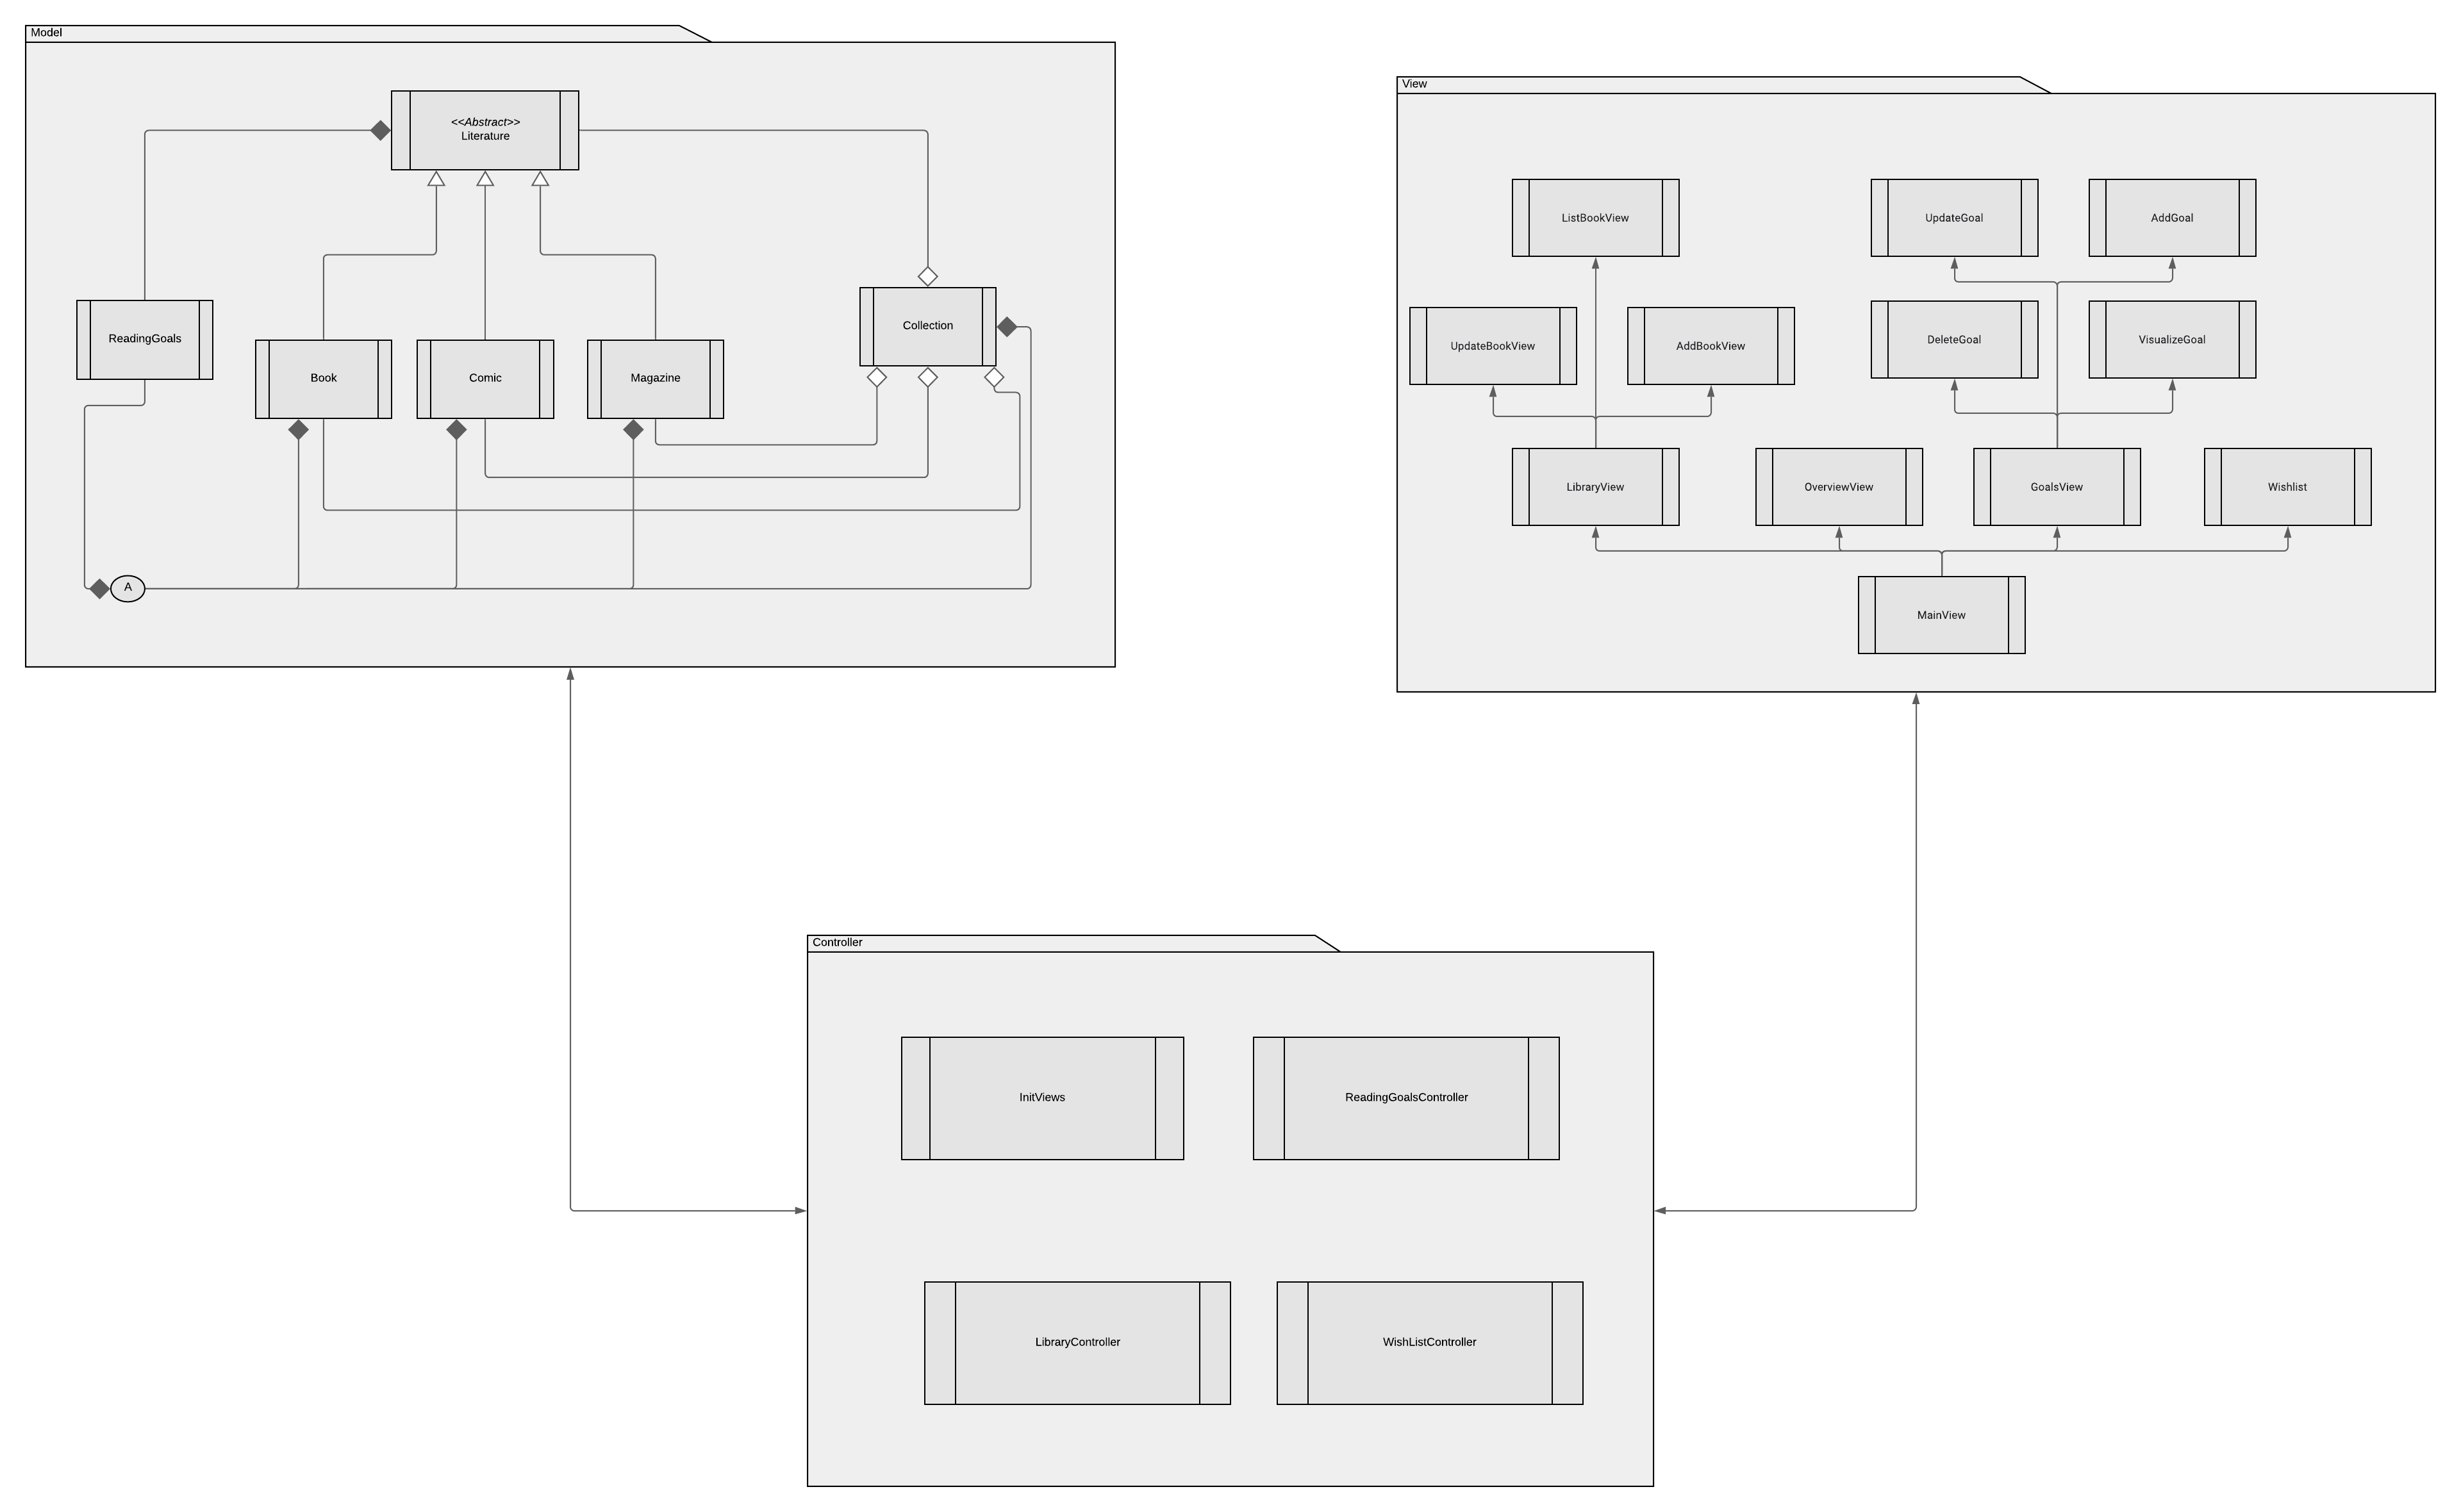 Model
<<Abstract>>
Literature
ReadingGoals
Book
Comic
Magazine
Collection
A
View
ListBookView
UpdateGoal
AddGoal
UpdateBookView
AddBookView
DeleteGoal
VisualizeGoal
LibraryView
OverviewView
GoalsView
Wishlist
MainView
Controller
InitViews
ReadingGoalsController
LibraryController
WishListController